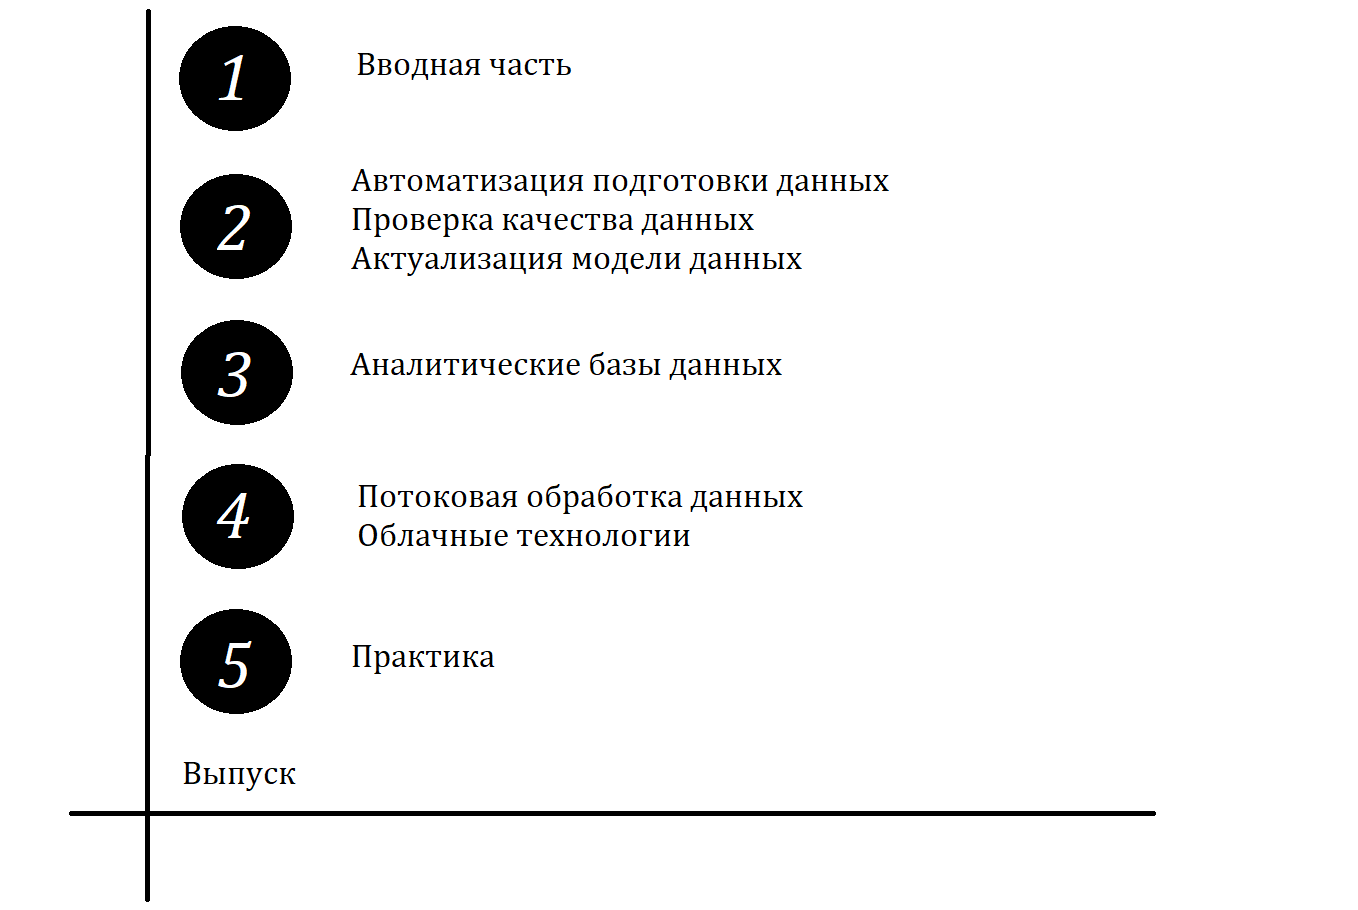 1
Вводная часть
2
Автоматизация подготовки данных
Проверка качества данных
Актуализация модели данных
3
Аналитические базы данных
4
Потоковая обработка данных
Облачные технологии
5
Практика
Выпуск